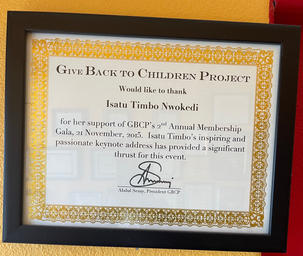 GIVE BACK TO CHILDREN PROJECT
Would like to thank
Isatu Timbo Nwokedi
for her support of GBCP's 2nd Annual Membership
Gala, 21 November, 2015. Isatu Timbo's inspiring and
passionate keynote address has provided a significant
thrust for this event.
Abdul Sesay, President GBCP